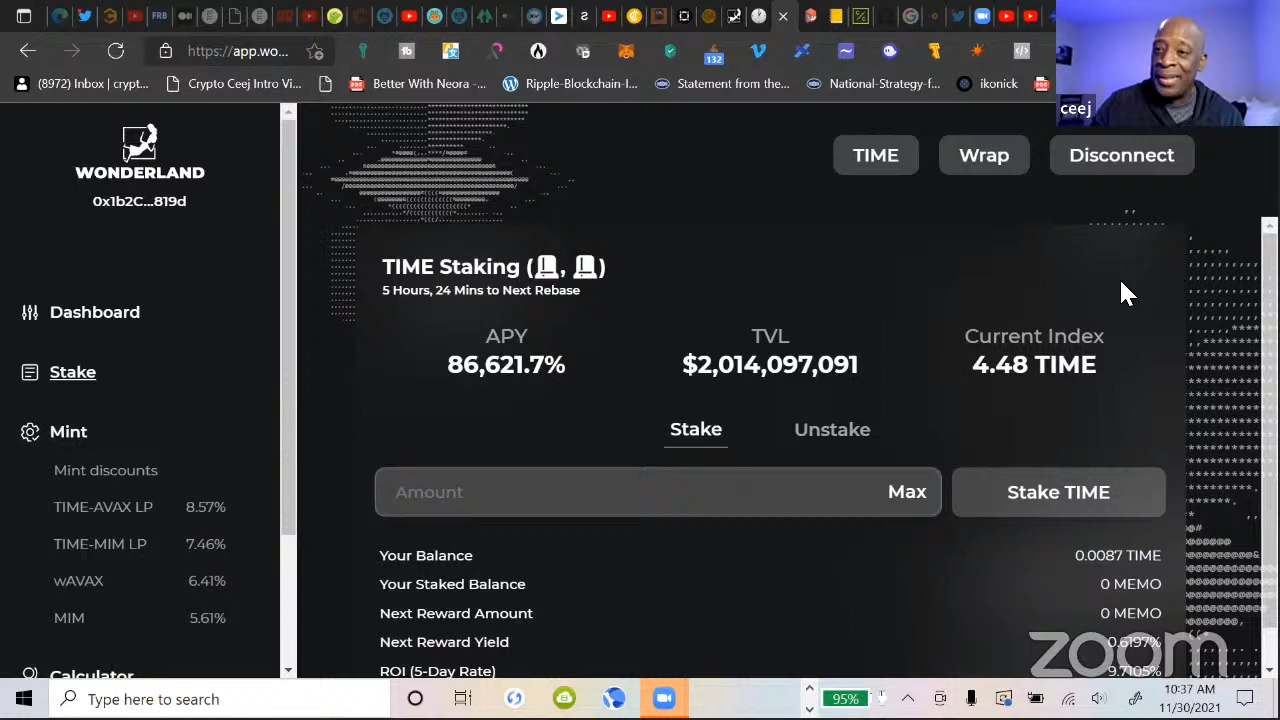 132
https://app.wo...
(8972) Inbox | crypt...
Crypto Ceej Intro Vi...
Better With Neora -...
Ripple-Blockchain-I...
Statement from the...
National-Strategy-f...
ikonick
ceej
WONDERLAND
0x1b2C...819d
TIME
Wrap
Disconnect
TIME Staking (
,
)
5 Hours, 24 Mins to Next Rebase
APY
TVL
Current Index
86,621.7%
$2,014,097,091
4.48 TIME
Dashboard
Stake
Mint
Mint discounts
TIME-AVAX LP 8.57%
TIME-MIM LP 7.46%
wAVAX 6.41%
MIM 5.61%
Calculator
Stake
Unstake
Amount
Max
Stake TIME
Your Balance 0.0087 TIME
Your Staked Balance 0 MEMO
Next Reward Amount 0 MEMO
Next Reward Yield 0.6197%
ROI (5-Day Rate) 9.7105%
zoom
Type here to search
95%
10:37 AM
11/30/2021